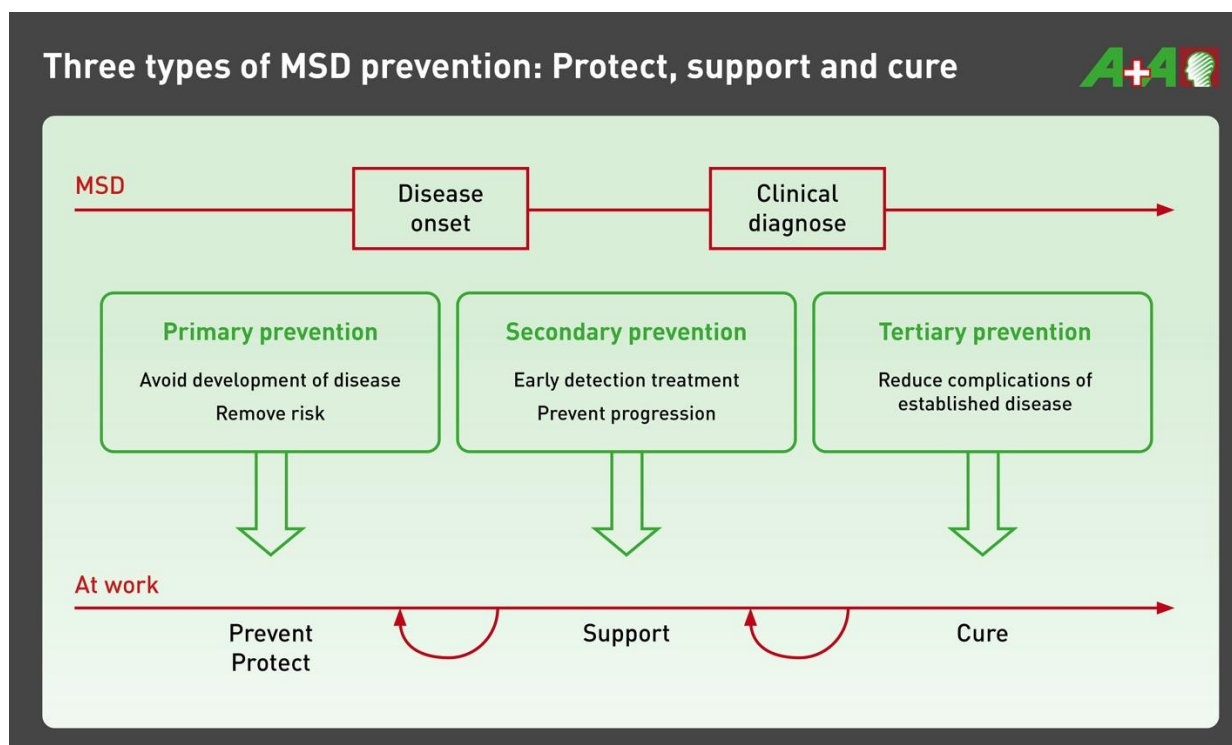 Three types of MSD prevention: Protect, support and cure
A+A
MSD
Disease
onset
Clinical
diagnose
Primary prevention
Avoid development of disease
Remove risk
Secondary prevention
Early detection treatment
Prevent progression
Tertiary prevention
Reduce complications of
established disease
At work
Prevent
Protect
Support
Cure